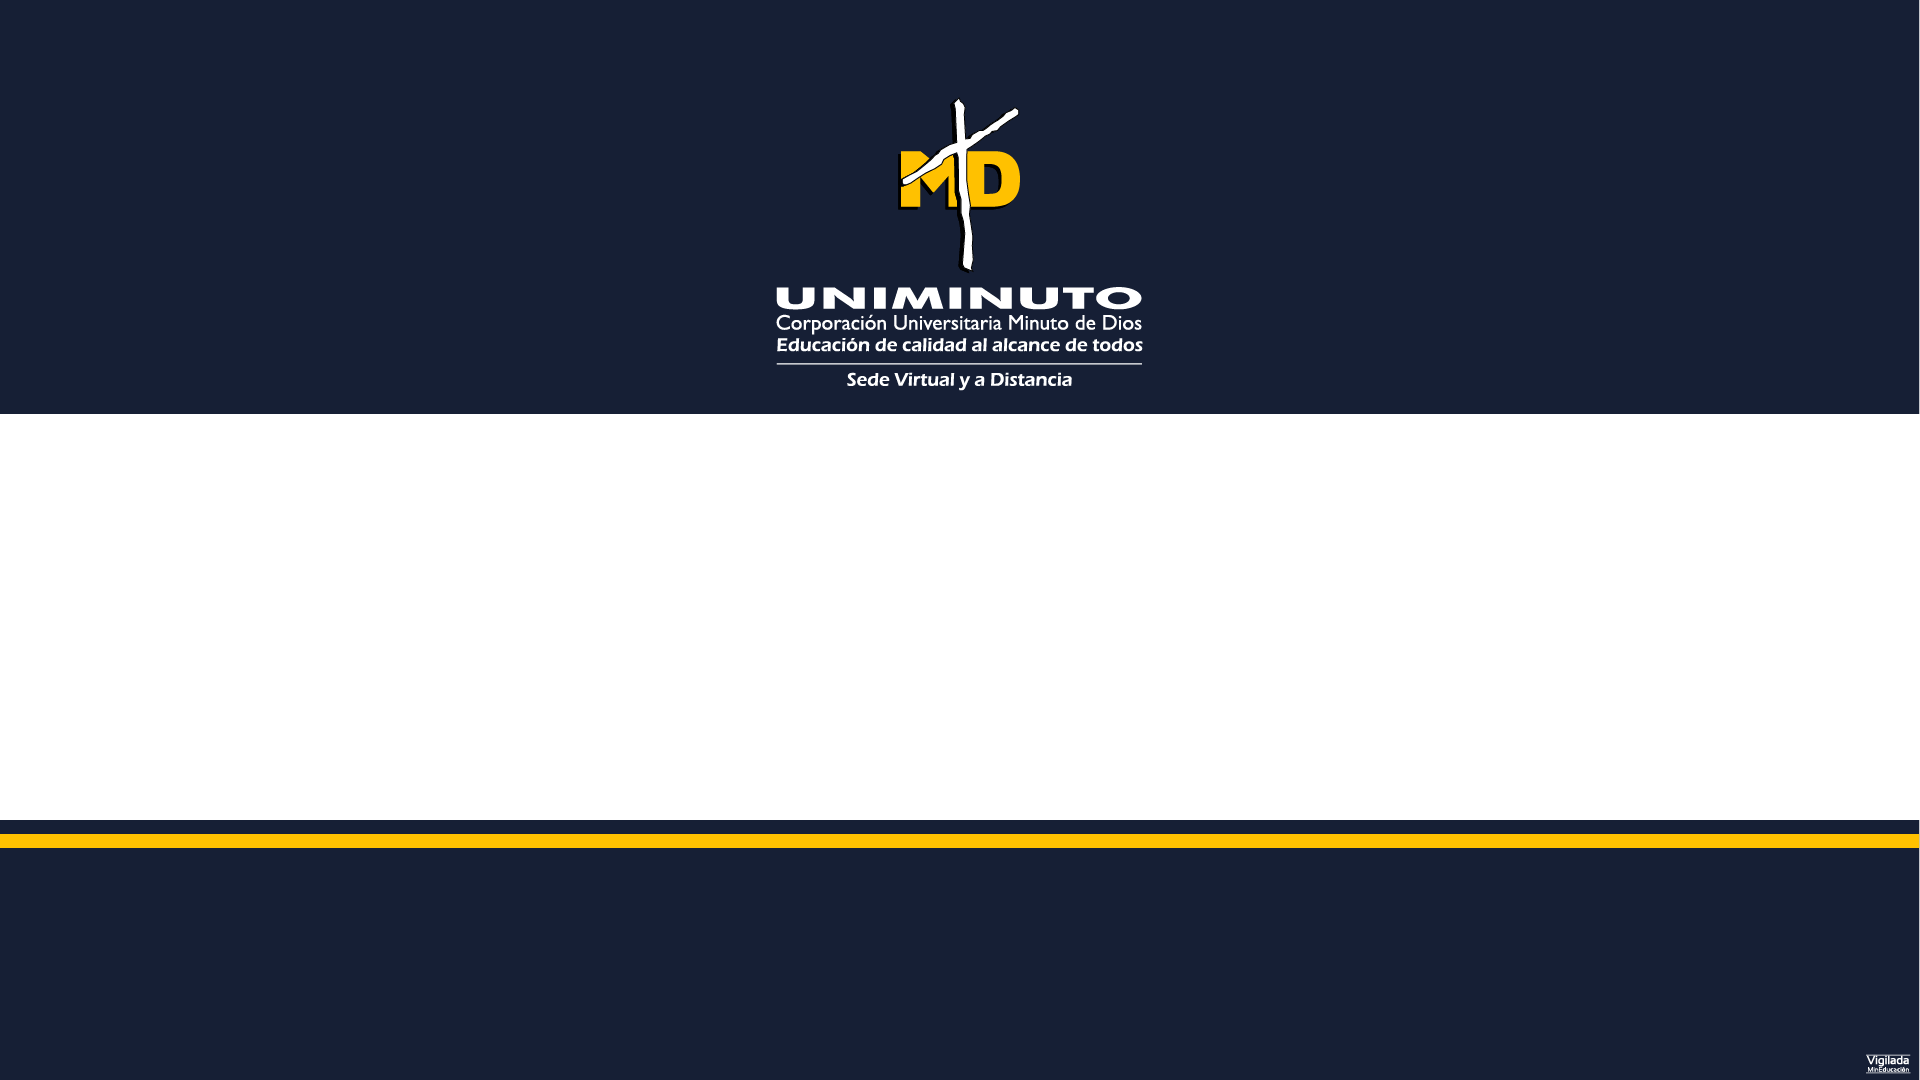 MD
UNIMINUTO
Corporación Universitaria Minuto de Dios
Educación de calidad al alcance de todos
Sede Virtual y a Distancia
Vigilada
MinEducación